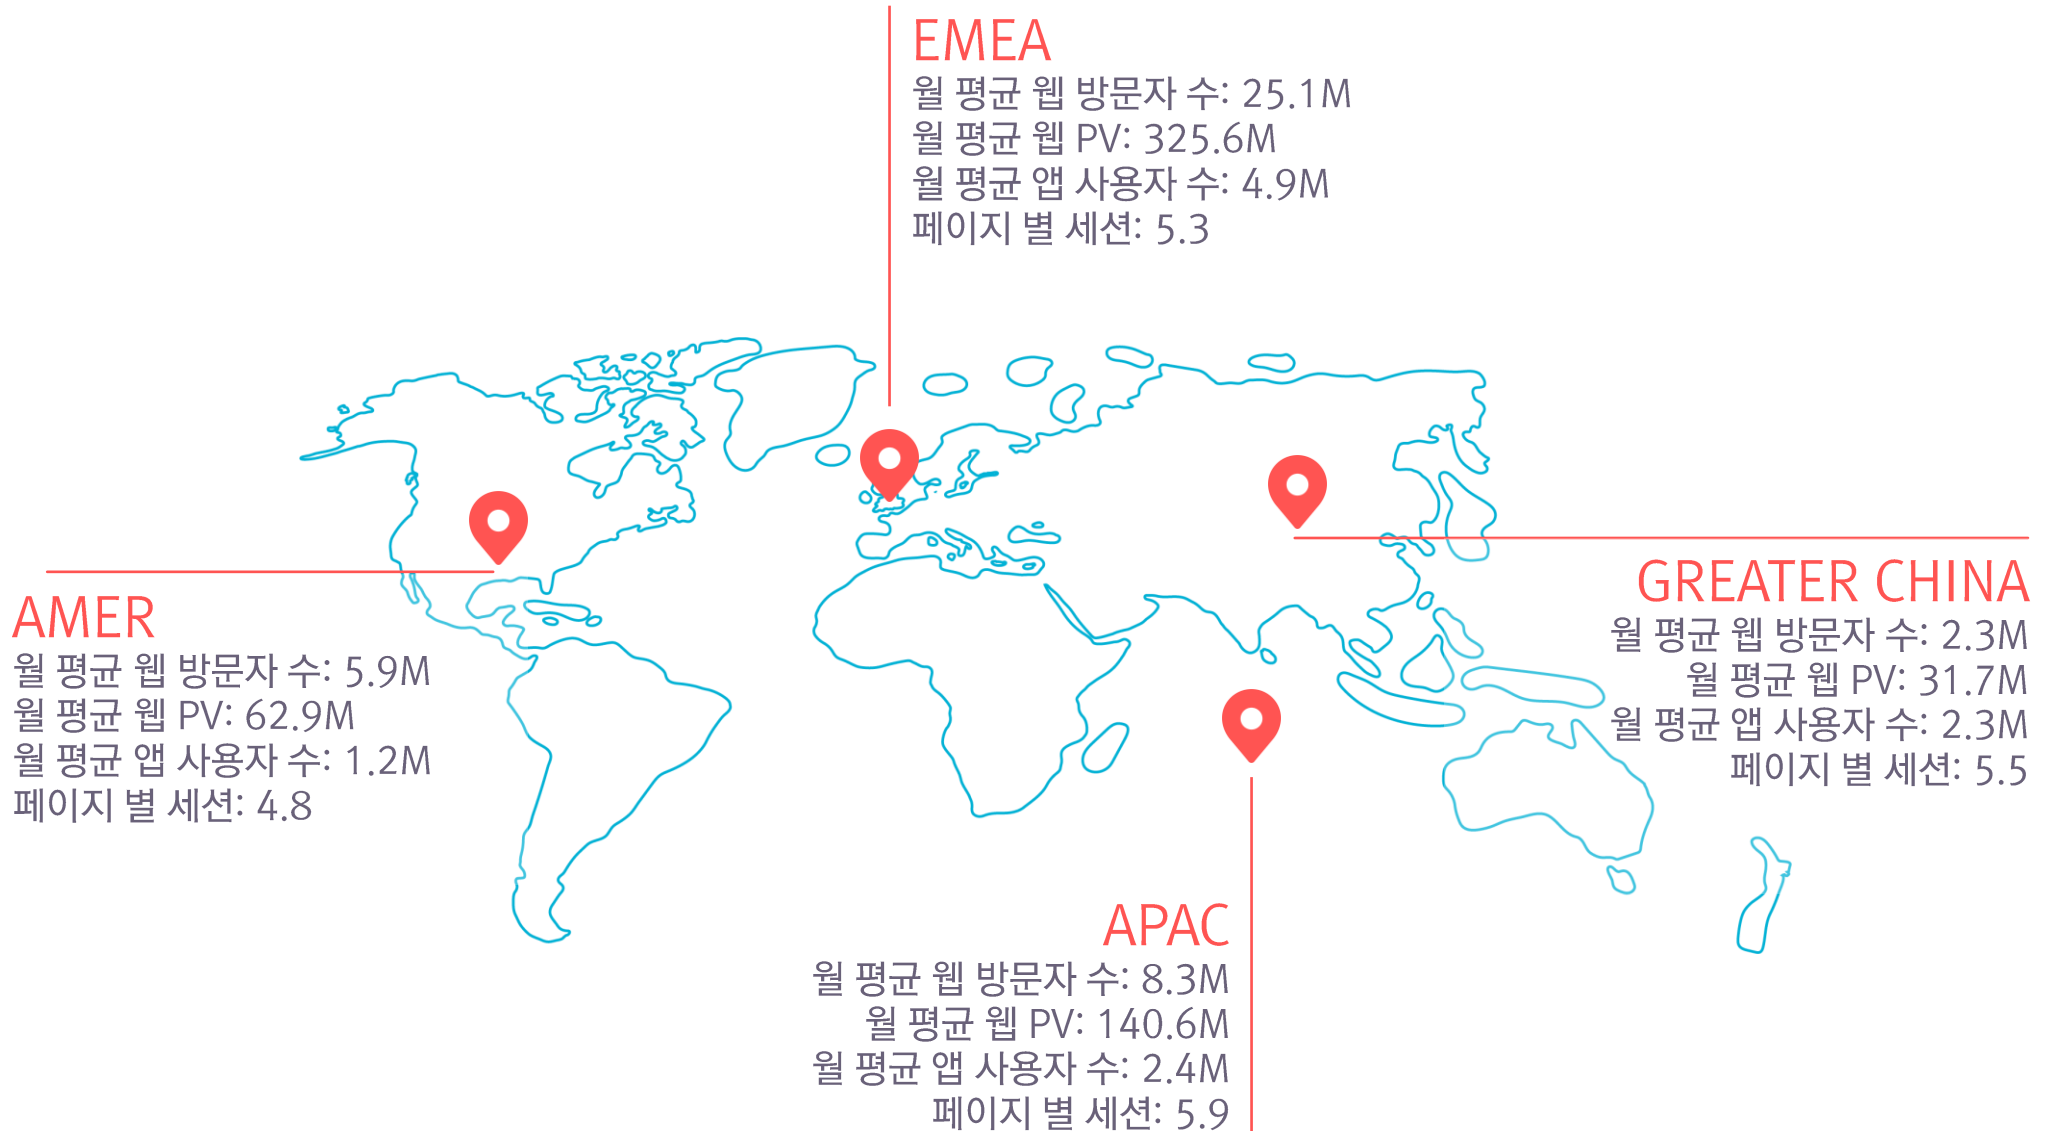 EMEA
월 평균 웹 방문자 수: 25.1M
월 평균 웹 PV: 325.6M
월 평균 앱 사용자 수: 4.9M
페이지 별 세션: 5.3
AMER
월 평균 웹 방문자 수: 5.9M
월 평균 웹 PV: 62.9M
월 평균 앱 사용자 수: 1.2M
페이지 별 세션: 4.8
GREATER CHINA
월 평균 웹 방문자 수: 2.3M
월 평균 웹 PV: 31.7M
월 평균 앱 사용자 수: 2.3M
페이지 별 세션: 5.5
APAC
월 평균 웹 방문자 수: 8.3M
월 평균 웹 PV: 140.6M
월 평균 앱 사용자 수: 2.4M
페이지 별 세션: 5.9